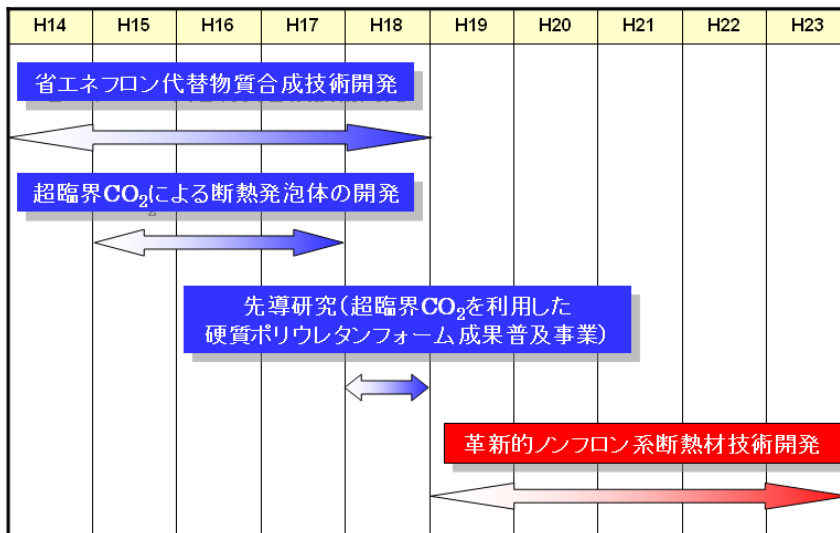 H14 H15 H16 H17 H18 H19 H20 H21 H22 H23
省エネフロン代替物質合成技術開発
超臨界CO₂による断熱発泡体の開発
先導研究(超臨界CO₂を利用した
硬質ポリウレタンフォーム成果普及事業)
革新的ノンフロン系断熱材技術開発